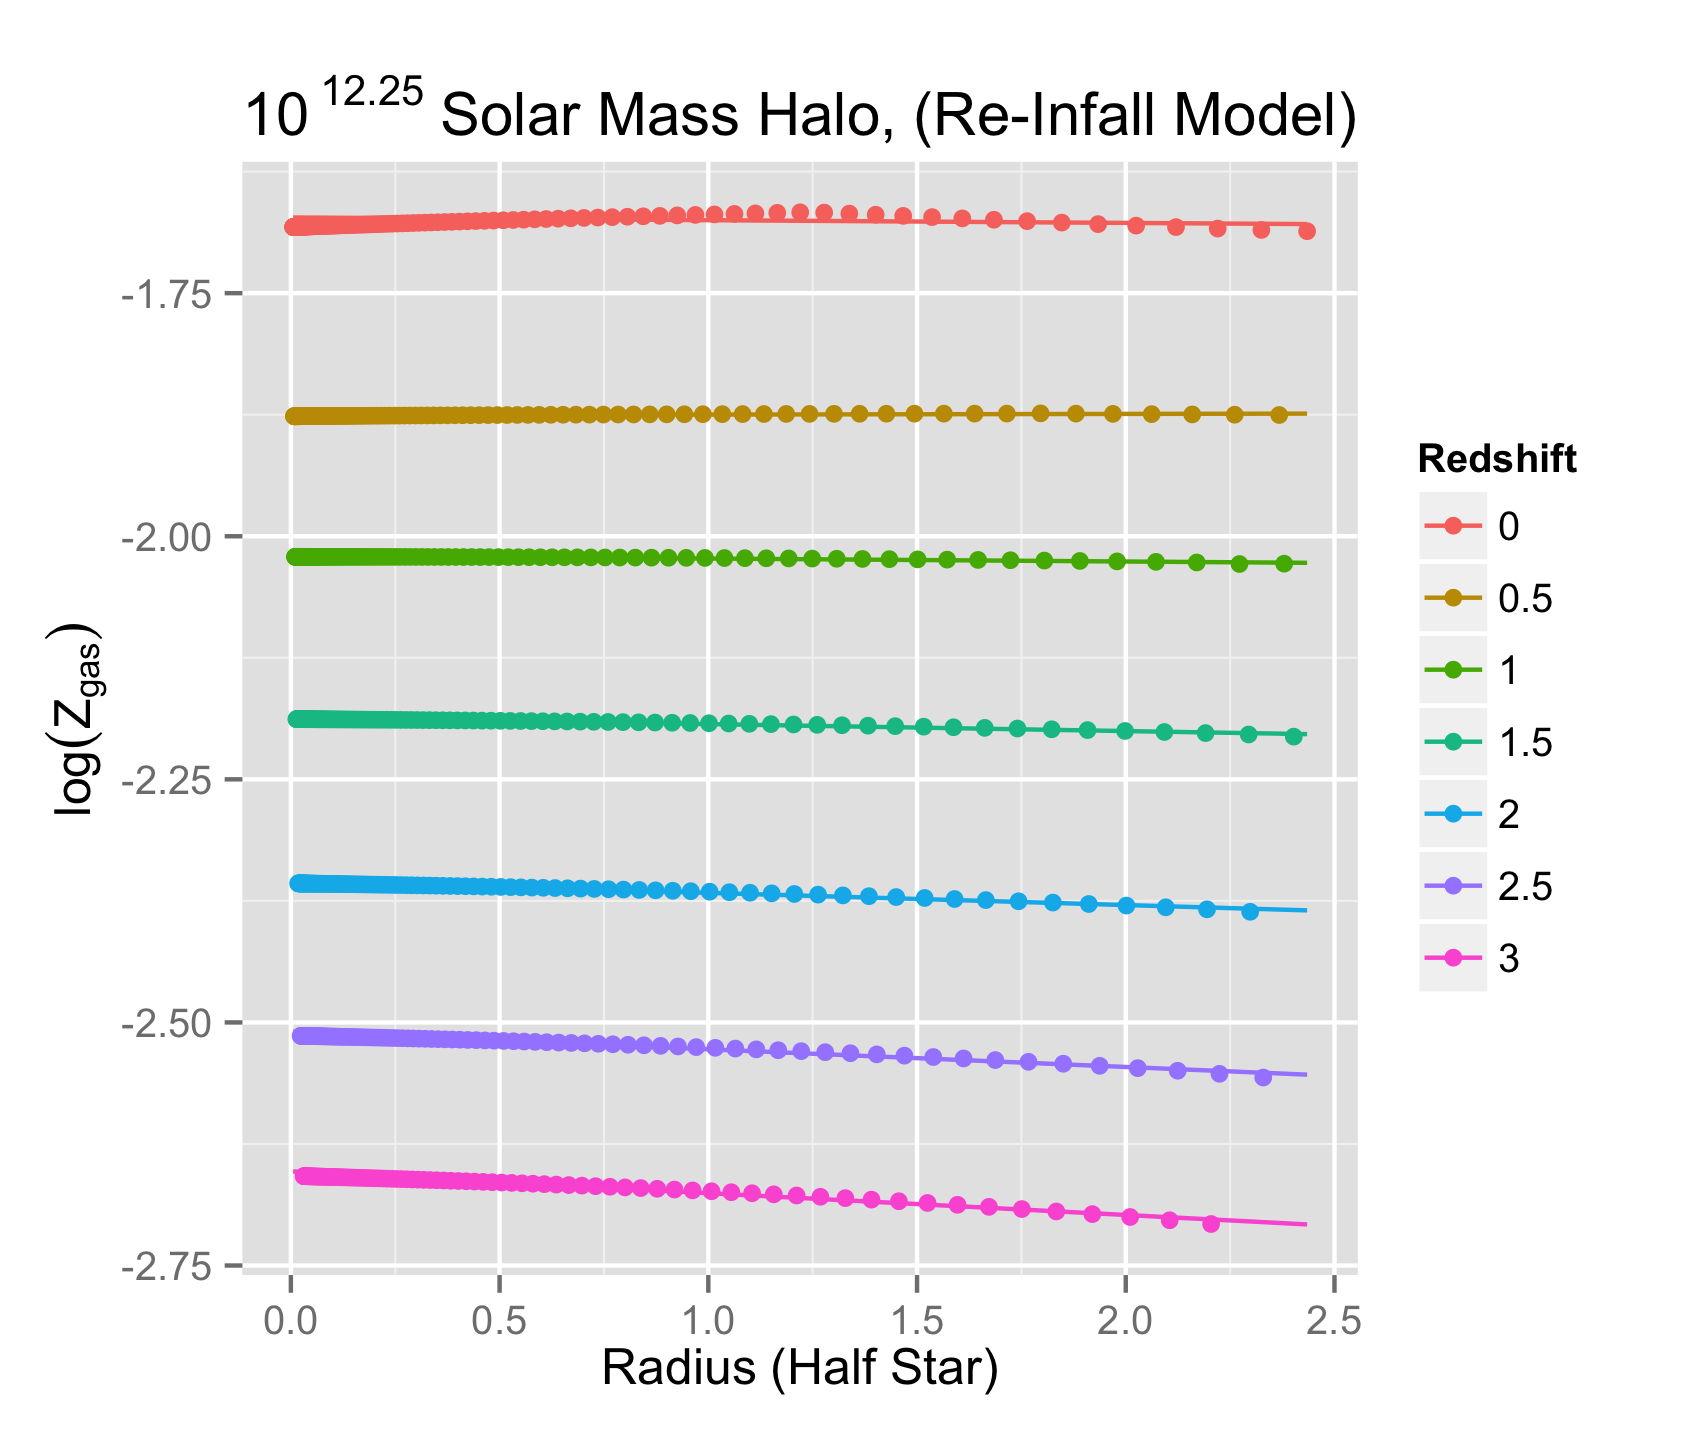 10 12.25 Solar Mass Halo, (Re-Infall Model)
-1.75
-2.00
-2.25
-2.50
-2.75
log(Zgas)
0.0 0.5 1.0 1.5 2.0 2.5
Radius (Half Star)
Redshift
0
0.5
1
1.5
2
2.5
3